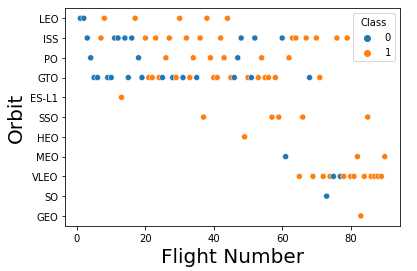 LEO
ISS
PO
GTO
ES-L1
SSO
HEO
MEO
VLEO
SO
GEO
Orbit
0 20 40 60 80
Flight Number
Class
0
1